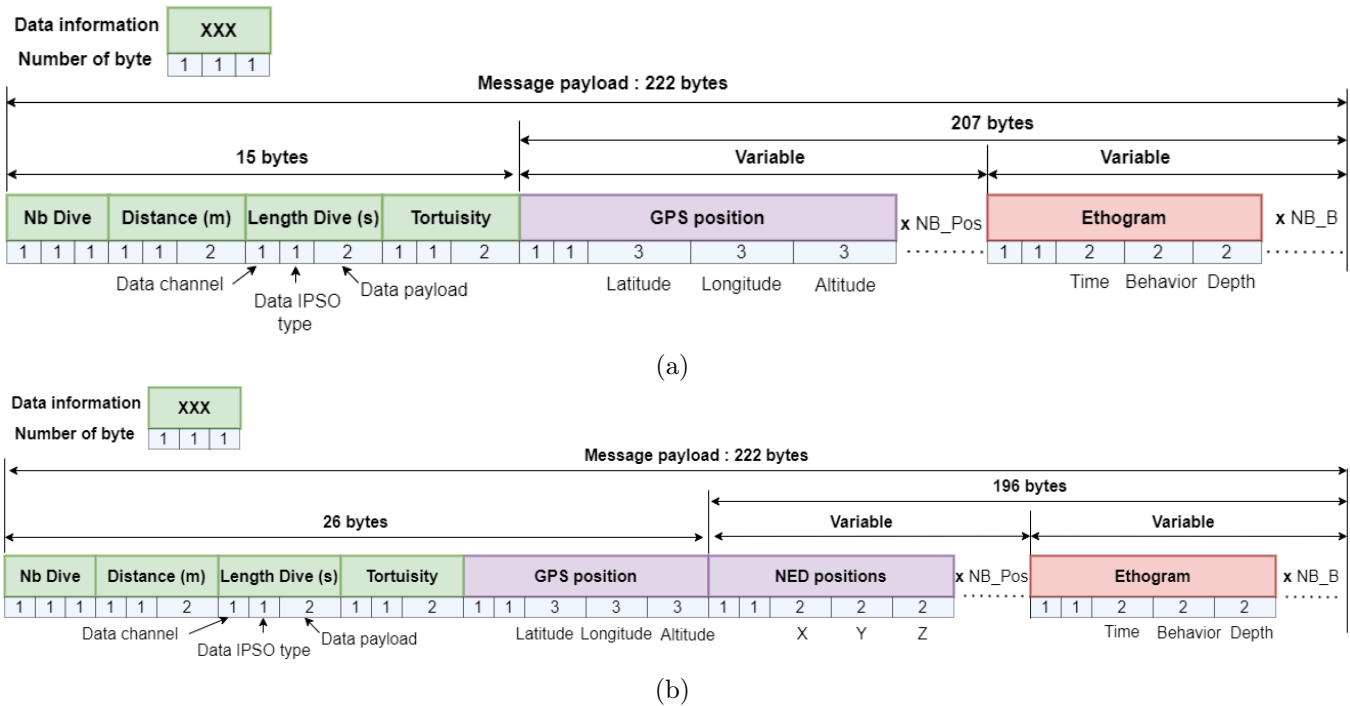 Data information XXX
Number of byte 1 1 1
Message payload : 222 bytes
207 bytes
15 bytes Variable Variable
Nb Dive Distance (m) Length Dive (s) Tortuisity GPS position x NB_Pos Ethogram x NB_B
1 1 1 1 1 2 1 1 2 1 1 2 1 1 3 3 3 1 1 2 2 2
Data channel Data IPSO type Data payload Latitude Longitude Altitude Time Behavior Depth
(a)
Data information XXX
Number of byte 1 1 1
Message payload : 222 bytes
196 bytes
26 bytes Variable Variable
Nb Dive Distance (m) Length Dive (s) Tortuisity GPS position NED positions x NB_Pos Ethogram x NB_B
1 1 1 1 1 2 1 1 2 1 1 2 1 1 3 3 3 1 1 2 2 2 1 1 2 2 2
Data channel Data IPSO type Data payload Latitude Longitude Altitude X Y Z Time Behavior Depth
(b)